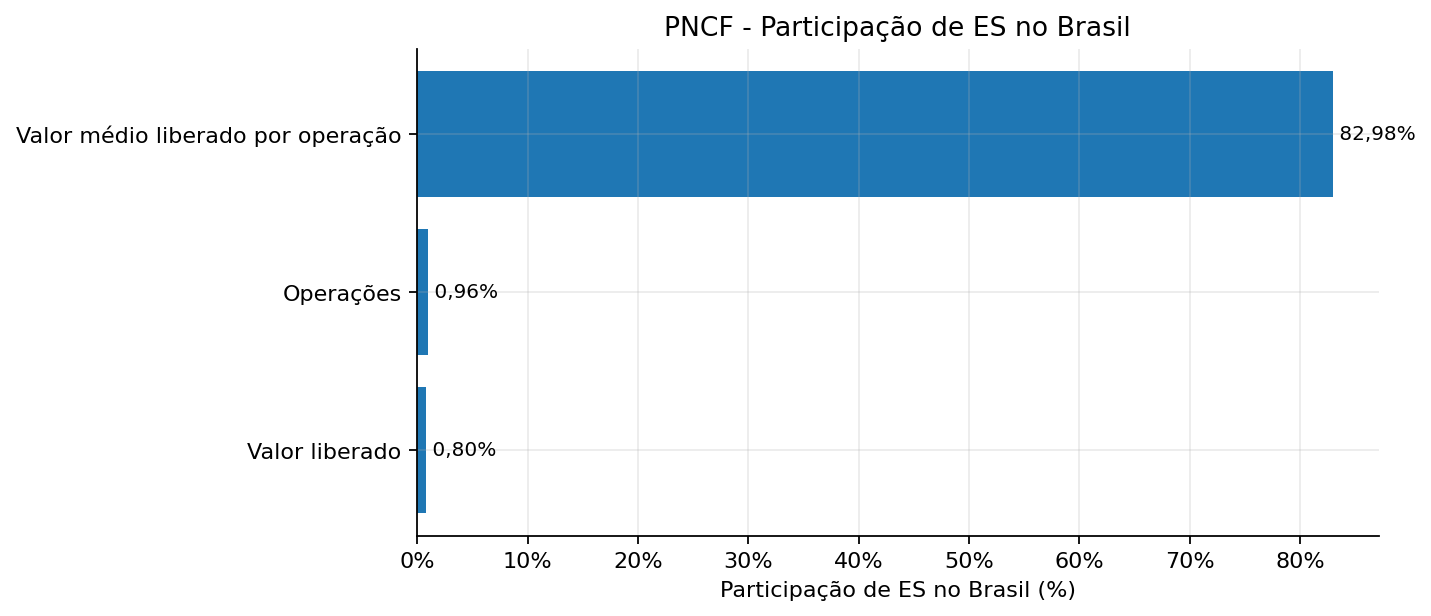 PNCF - Participação de ES no Brasil
Valor médio liberado por operação
82,98%
Operações
0,96%
Valor liberado
0,80%
0% 10% 20% 30% 40% 50% 60% 70% 80%
Participação de ES no Brasil (%)